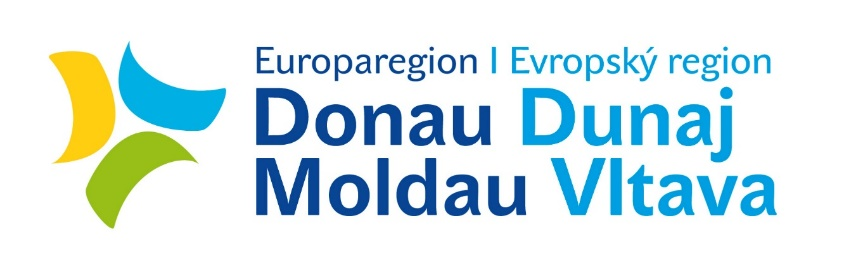 Europaregion | Evropský region
Donau Dunaj
Moldau Vltava